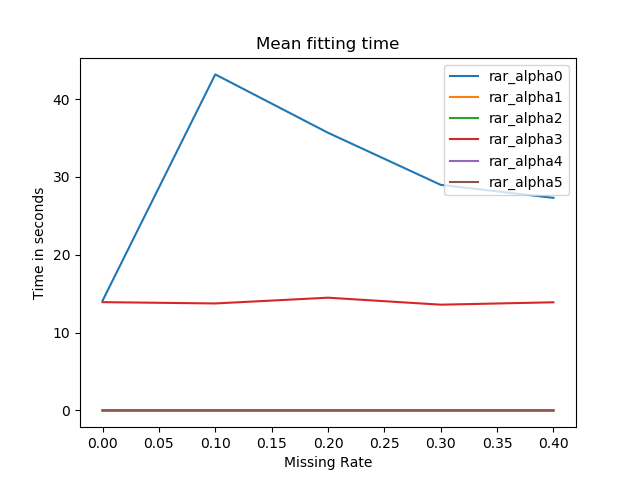 Mean fitting time
rar_alpha0
rar_alpha1
rar_alpha2
rar_alpha3
rar_alpha4
rar_alpha5
Time in seconds
40
30
20
10
0
0.00 0.05 0.10 0.15 0.20 0.25 0.30 0.35 0.40
Missing Rate